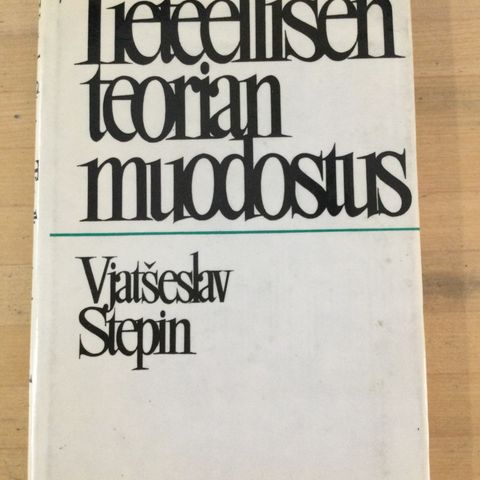 Tieteellisen
teorian
muodostus
Vjatšeslav
Stepin